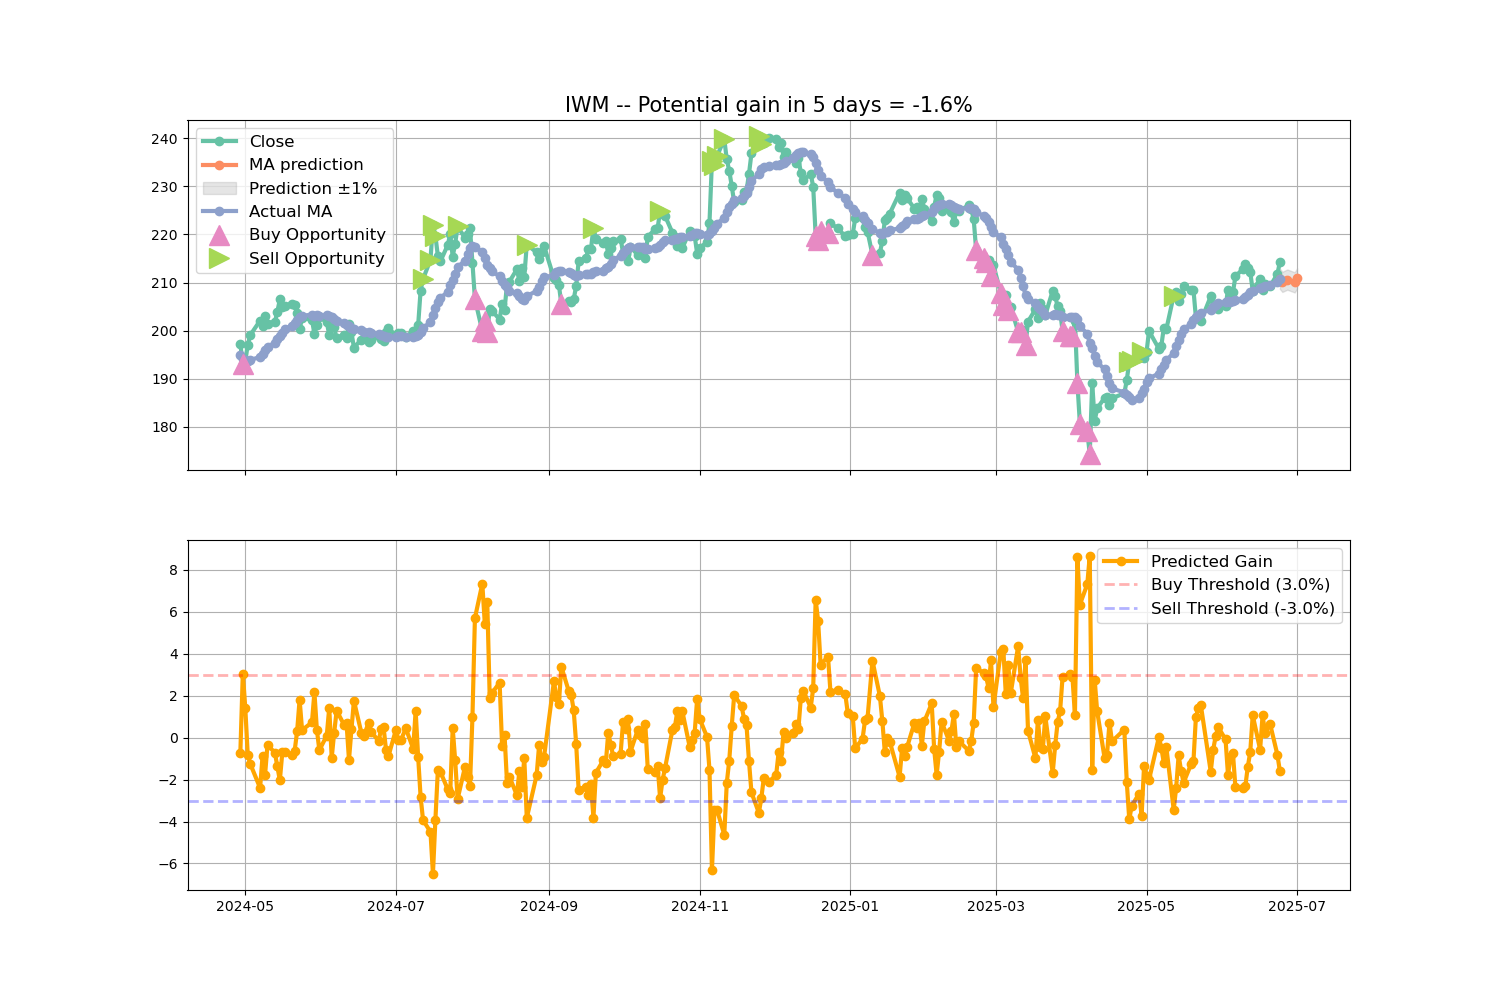 IWM -- Potential gain in 5 days = -1.6%
240
230
220
210
200
190
180
Close
MA prediction
Prediction ±1%
Actual MA
Buy Opportunity
Sell Opportunity
8
6
4
2
0
−2
−4
−6
Predicted Gain
Buy Threshold (3.0%)
Sell Threshold (-3.0%)
2024-05 2024-07 2024-09 2024-11 2025-01 2025-03 2025-05 2025-07